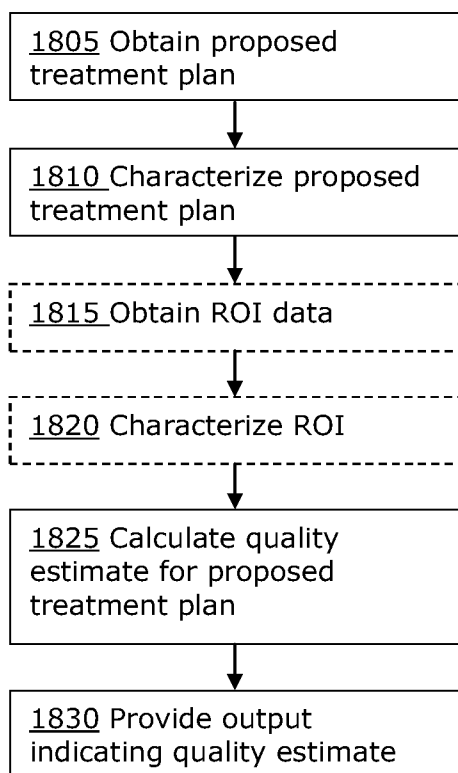 1805 Obtain proposed
treatment plan
1810 Characterize proposed
treatment plan
1815 Obtain ROI data
1820 Characterize ROI
1825 Calculate quality
estimate for proposed
treatment plan
1830 Provide output
indicating quality estimate